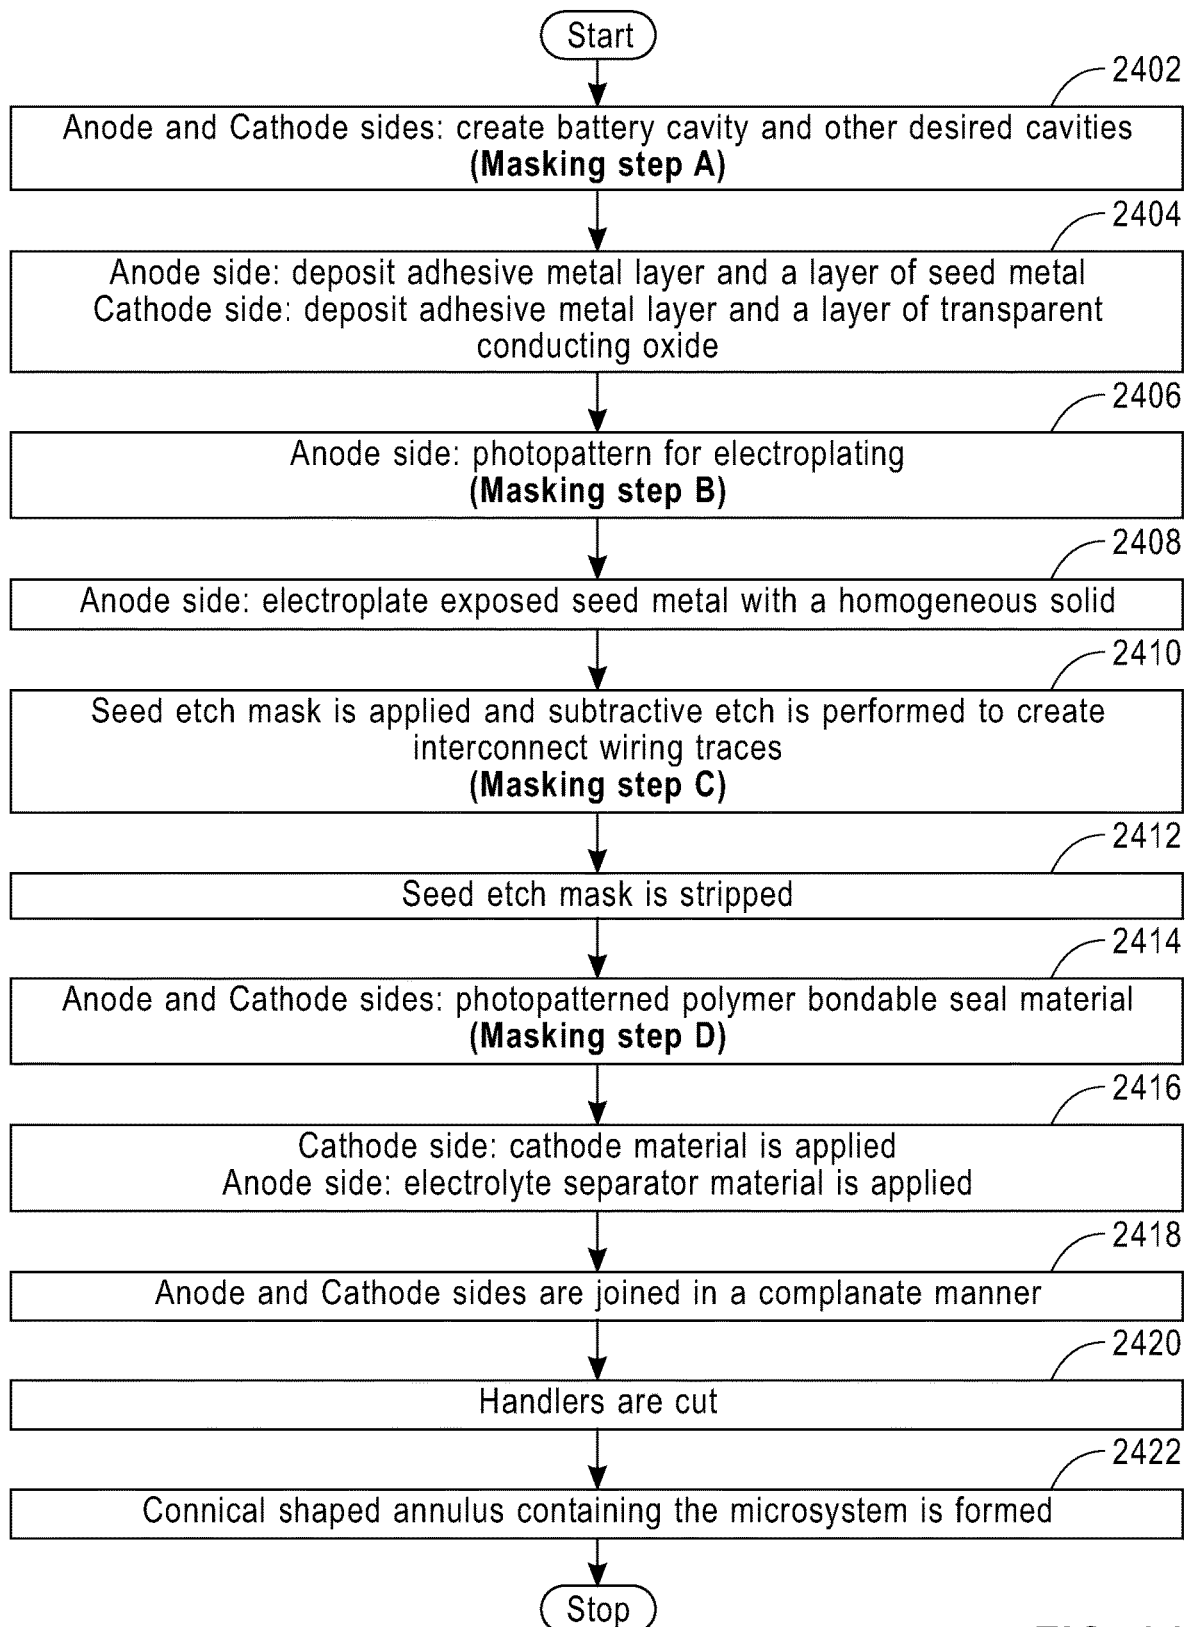 Start
2402
Anode and Cathode sides: create battery cavity and other desired cavities
(Masking step A)
2404
Anode side: deposit adhesive metal layer and a layer of seed metal
Cathode side: deposit adhesive metal layer and a layer of transparent
conducting oxide
2406
Anode side: photopattern for electroplating
(Masking step B)
2408
Anode side: electroplate exposed seed metal with a homogeneous solid
2410
Seed etch mask is applied and subtractive etch is performed to create
interconnect wiring traces
(Masking step C)
2412
Seed etch mask is stripped
2414
Anode and Cathode sides: photopatterned polymer bondable seal material
(Masking step D)
2416
Cathode side: cathode material is applied
Anode side: electrolyte separator material is applied
2418
Anode and Cathode sides are joined in a complanate manner
2420
Handlers are cut
2422
Connical shaped annulus containing the microsystem is formed
Stop